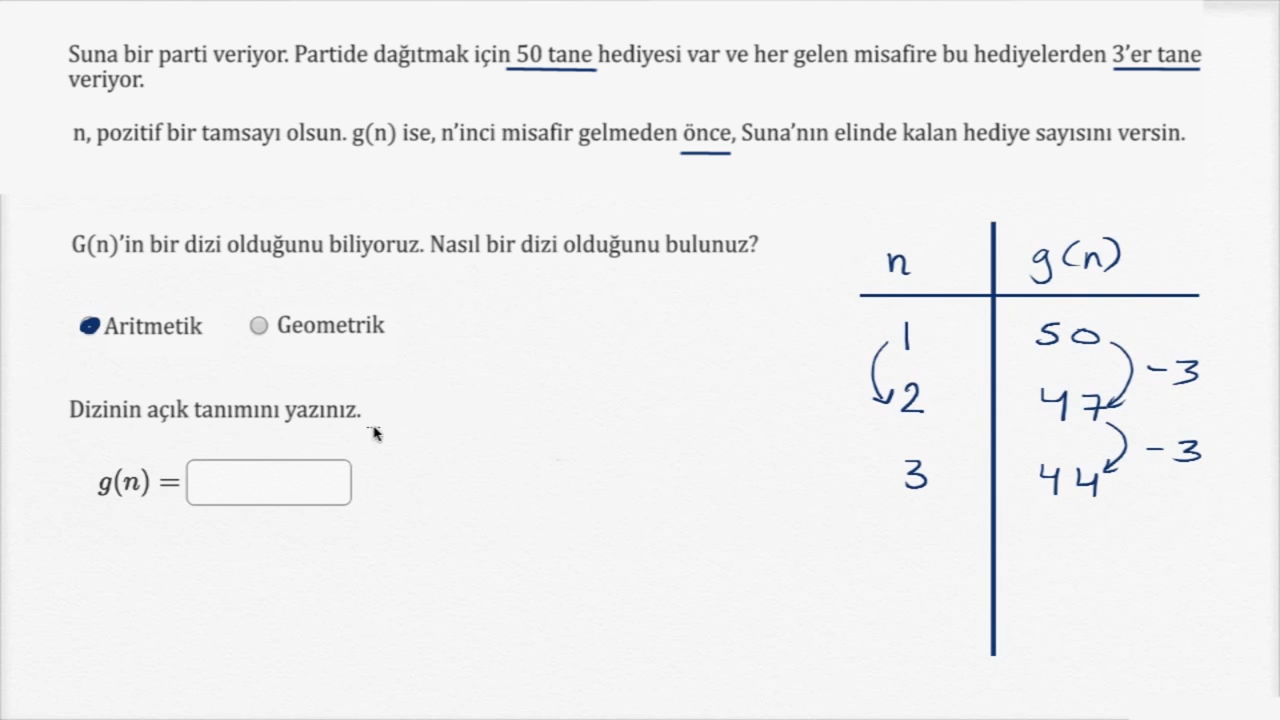 Suna bir parti veriyor. Partide dağıtmak için 50 tane hediyesi var ve her gelen misafire bu hediyelerden 3’er tane
veriyor.
n, pozitif bir tamsayı olsun. g(n) ise, n’inci misafir gelmeden önce, Suna’nın elinde kalan hediye sayısını versin.
G(n)’in bir dizi olduğunu biliyoruz. Nasıl bir dizi olduğunu bulunuz?
Aritmetik Geometrik
Dizinin açık tanımını yazınız.
g(n) =
n g(n)
1 50
-3
2 47
-3
3 44